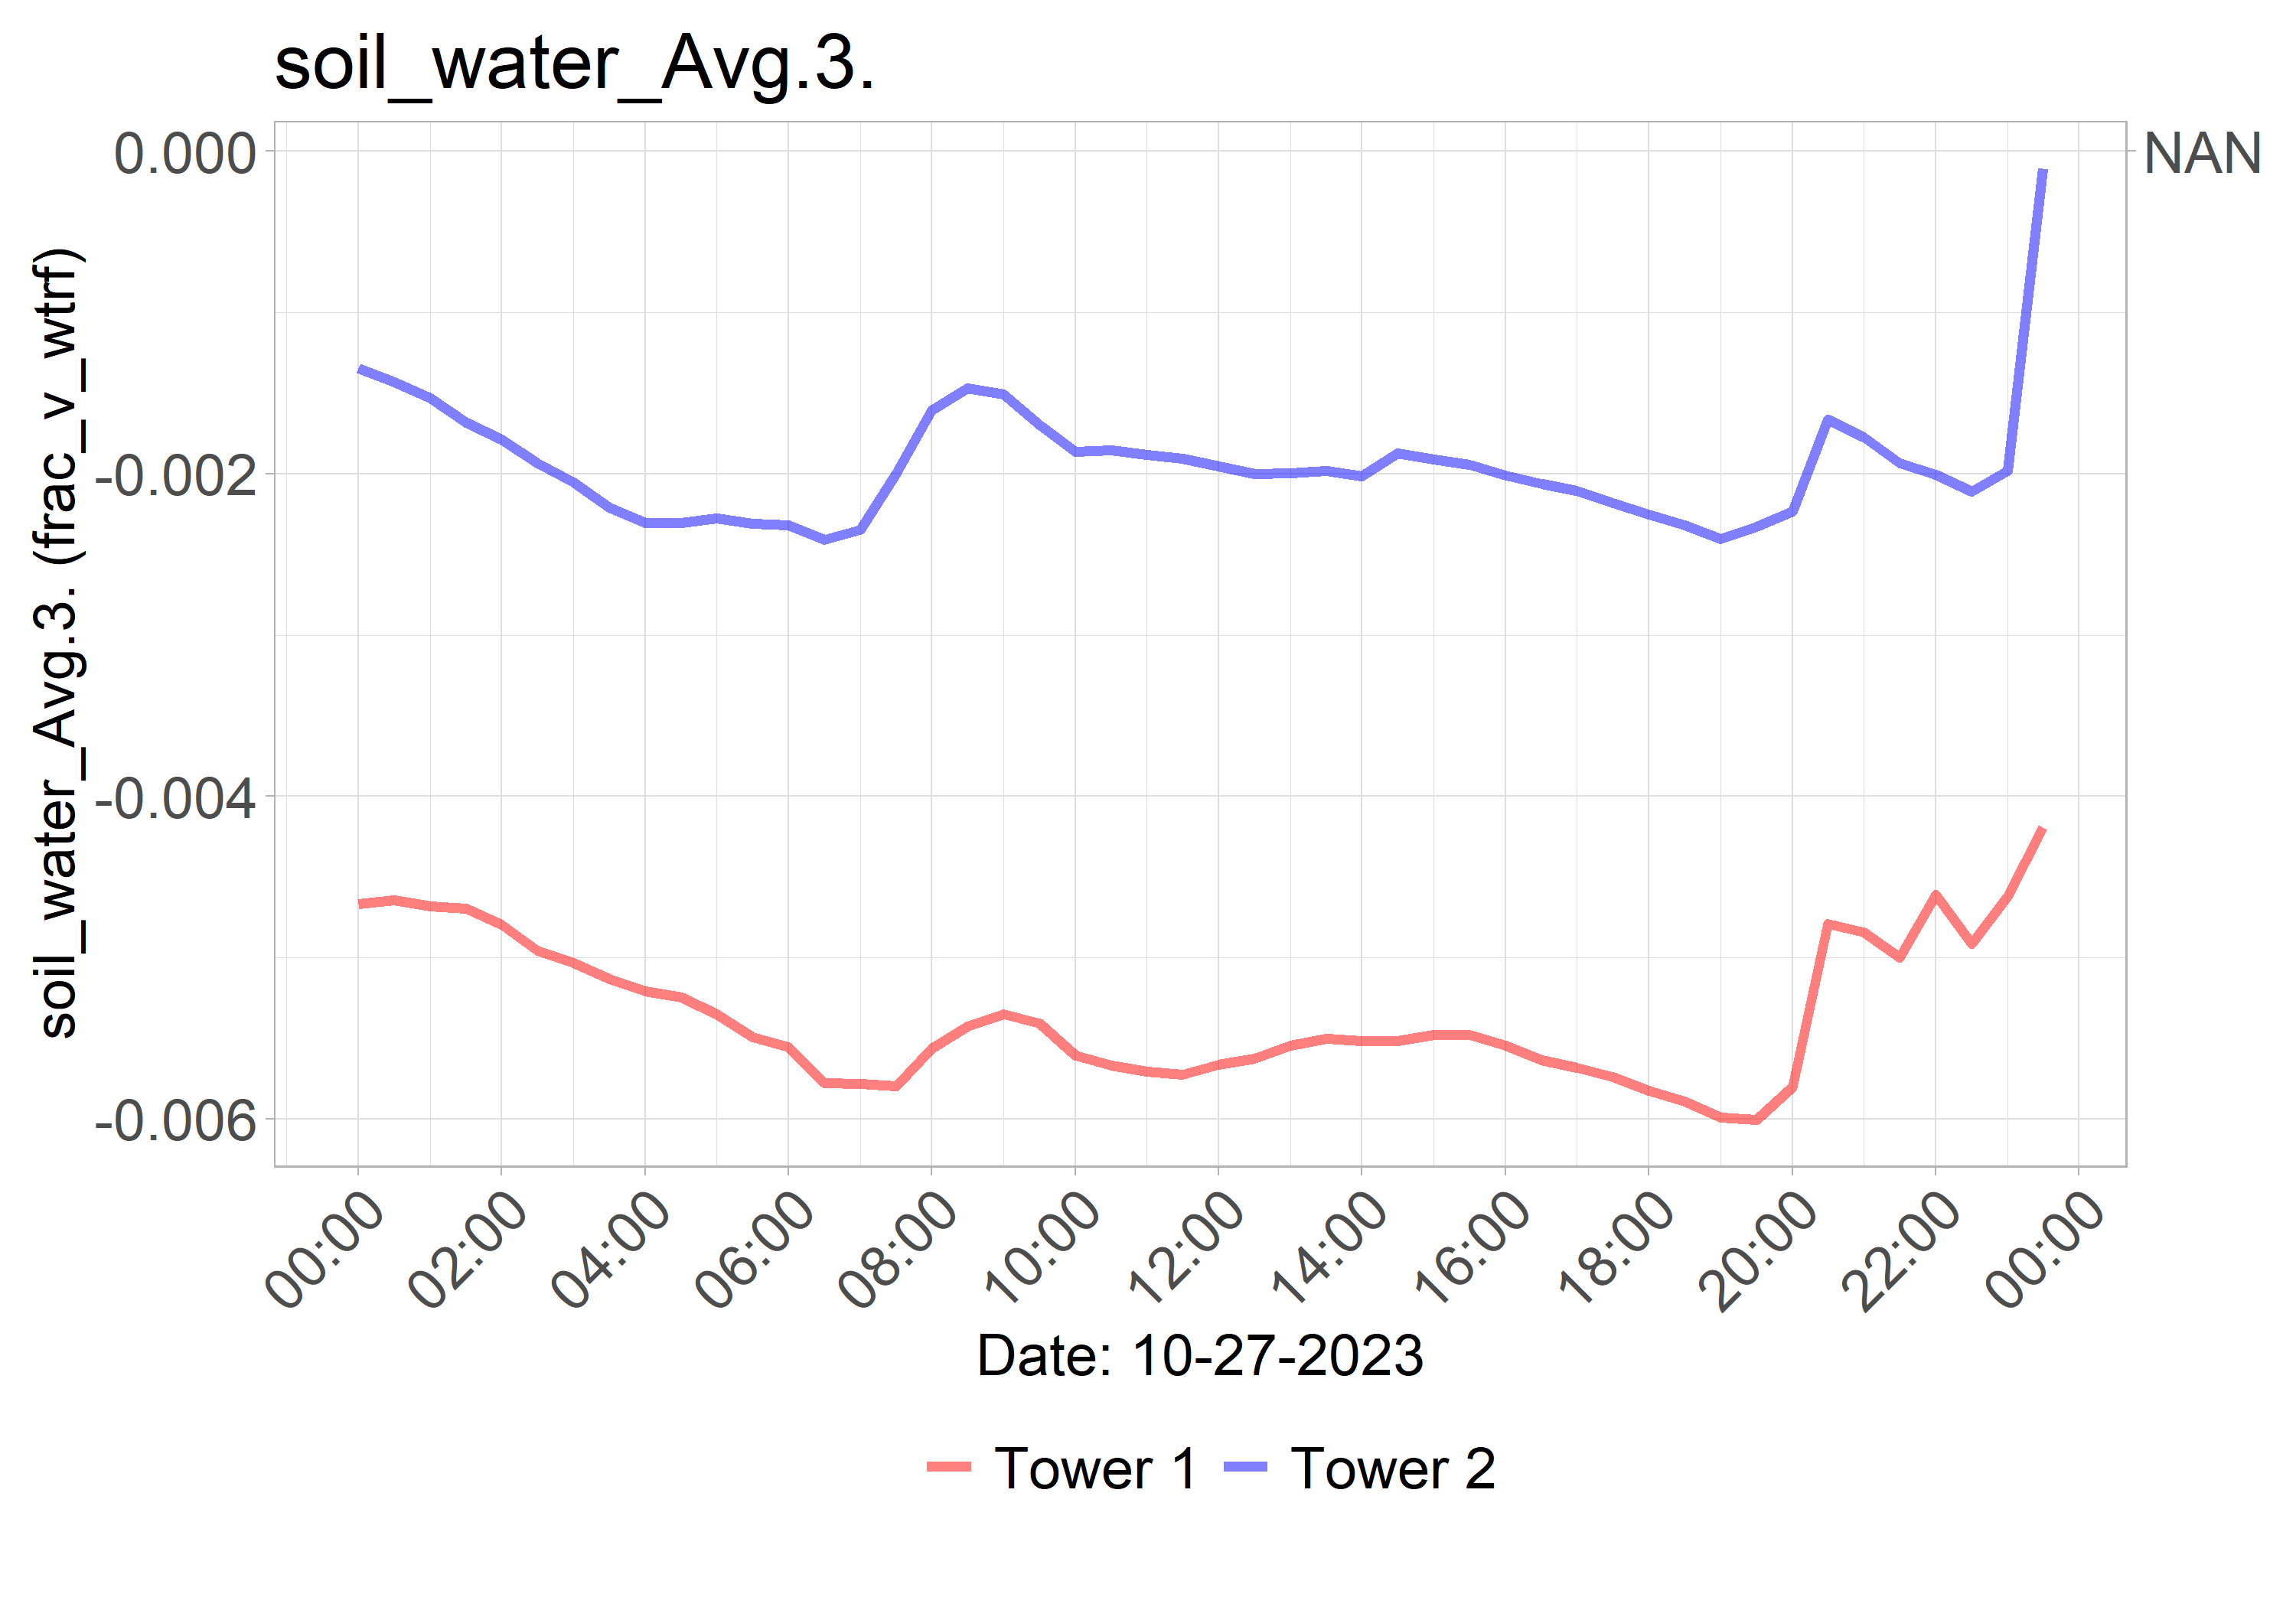 soil_water_Avg.3.
soil_water_Avg.3. (frac_v_wtrf)
0.000
-0.002
-0.004
-0.006
NAN
00:00
02:00
04:00
06:00
08:00
10:00
12:00
14:00
16:00
18:00
20:00
22:00
00:00
Date: 10-27-2023
Tower 1
Tower 2